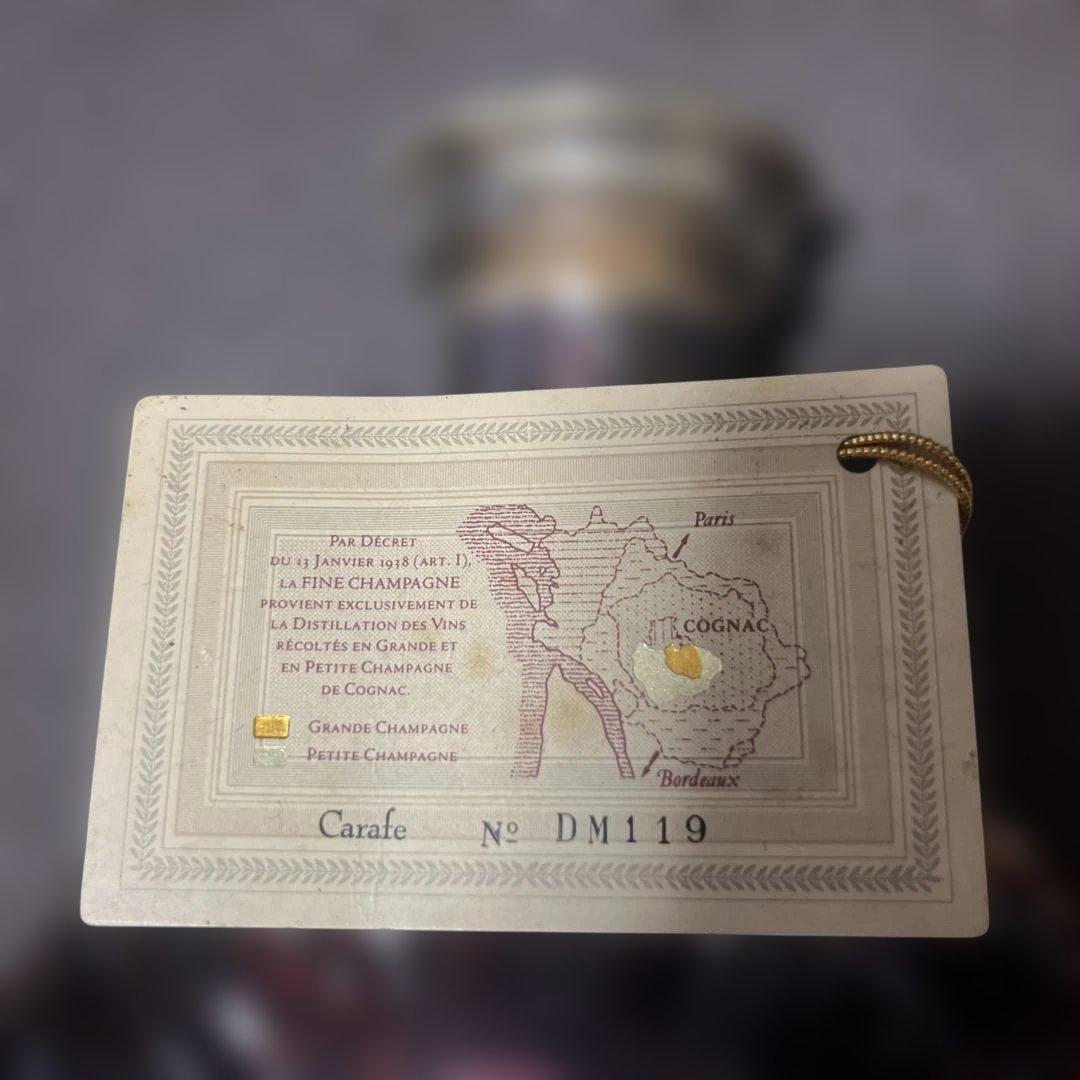 Par Décret
du 13 Janvier 1938 (art. I),
la FINE CHAMPAGNE
provient exclusivement de
la Distillation des Vins
récoltés en Grande et
en Petite Champagne
de Cognac.
Grande Champagne
Petite Champagne
Paris
COGNAC
Bordeaux
Carafe Nº DM119